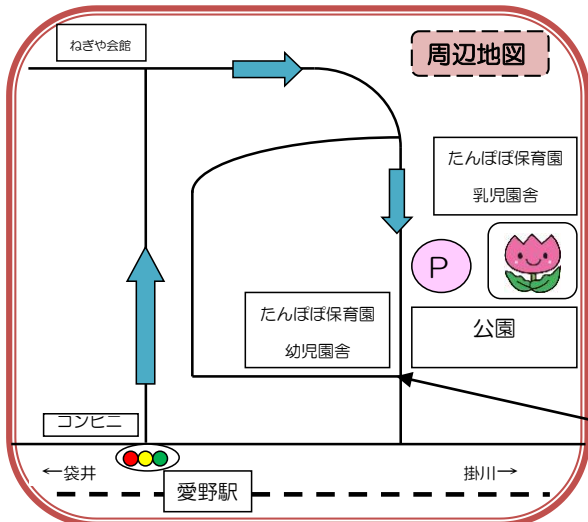 ねぎや会館
周辺地図
たんぽぽ保育園
乳児園舎
P
たんぽぽ保育園
幼児園舎
公園
コンビニ
←袋井
掛川→
愛野駅